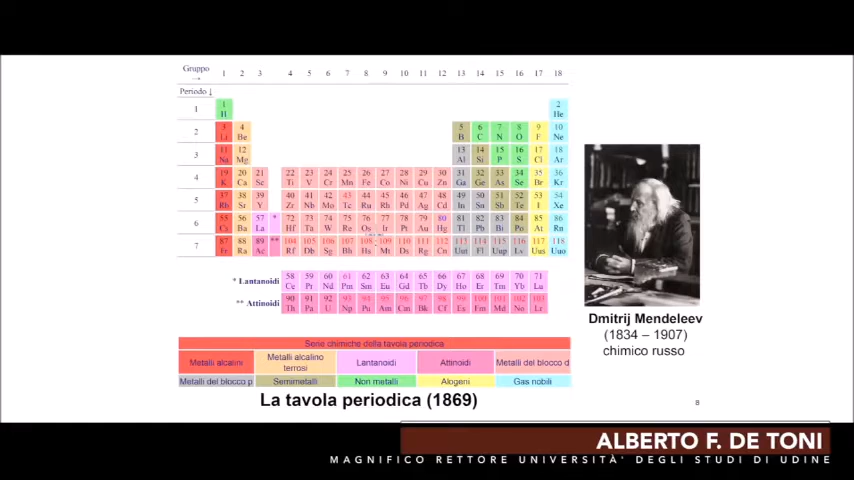 Gruppo → 1 2 3 4 5 6 7 8 9 10 11 12 13 14 15 16 17 18
Periodo ↓
1 1 2
H He
2 3 4 5 6 7 8 9 10
Li Be B C N O F Ne
3 11 12 13 14 15 16 17 18
Na Mg Al Si P S Cl Ar
4 19 20 21 22 23 24 25 26 27 28 29 30 31 32 33 34 35 36
K Ca Sc Ti V Cr Mn Fe Co Ni Cu Zn Ga Ge As Se Br Kr
5 37 38 39 40 41 42 43 44 45 46 47 48 49 50 51 52 53 54
Rb Sr Y Zr Nb Mo Tc Ru Rh Pd Ag Cd In Sn Sb Te I Xe
6 55 56 57 * 72 73 74 75 76 77 78 79 80 81 82 83 84 85 86
Cs Ba La Hf Ta W Re Os Ir Pt Au Hg Tl Pb Bi Po At Rn
7 87 88 89 ** 104 105 106 107 108 109 110 111 112 113 114 115 116 117 118
Fr Ra Ac Rf Db Sg Bh Hs Mt Ds Rg Cn Uut Fl Uup Lv Uus Uuo
* Lantanoidi 58 59 60 61 62 63 64 65 66 67 68 69 70 71
Ce Pr Nd Pm Sm Eu Gd Tb Dy Ho Er Tm Yb Lu
** Attinoidi 90 91 92 93 94 95 96 97 98 99 100 101 102 103
Th Pa U Np Pu Am Cm Bk Cf Es Fm Md No Lr
Serie chimiche della tavola periodica
Metalli alcalini Metalli alcalino terrosi Lantanoidi Attinoidi Metalli del blocco d
Metalli del blocco p Semimetalli Non metalli Alogeni Gas nobili
La tavola periodica (1869)
Dmitrij Mendeleev
(1834 – 1907)
chimico russo
8
ALBERTO F. DE TONI
MAGNIFICO RETTORE UNIVERSITÀ' DEGLI STUDI DI UDINE